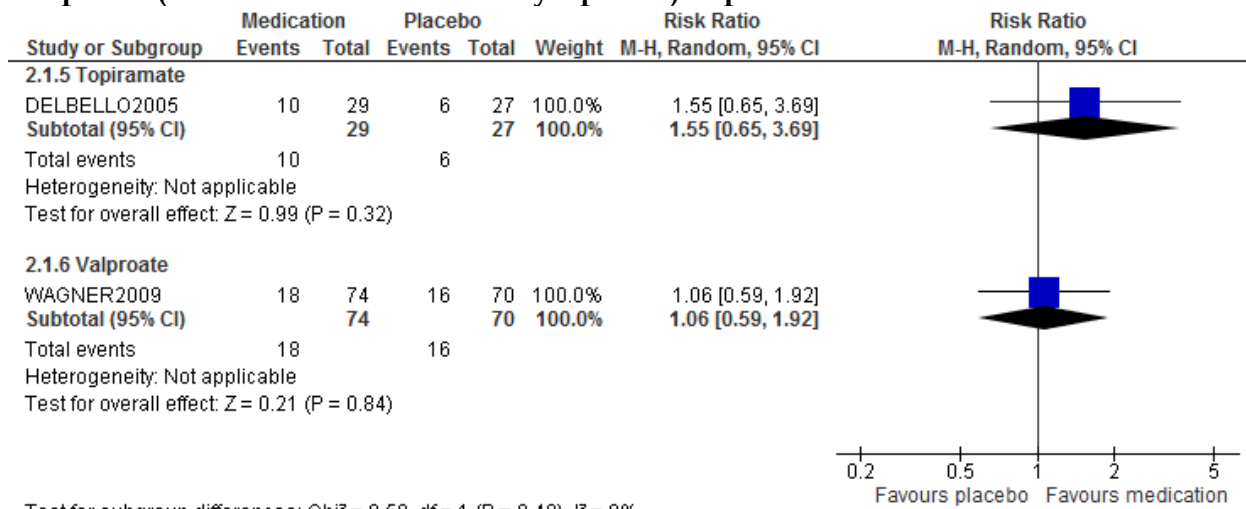 Medication Placebo Risk Ratio Risk Ratio
Study or Subgroup Events Total Events Total Weight M-H, Random, 95% CI M-H, Random, 95% CI
2.1.5 Topiramate
DELBELLO2005 10 29 6 27 100.0% 1.55 [0.65, 3.69]
Subtotal (95% CI) 29 27 100.0% 1.55 [0.65, 3.69]
Total events 10 6
Heterogeneity: Not applicable
Test for overall effect: Z = 0.99 (P = 0.32)
2.1.6 Valproate
WAGNER2009 18 74 16 70 100.0% 1.06 [0.59, 1.92]
Subtotal (95% CI) 74 70 100.0% 1.06 [0.59, 1.92]
Total events 18 16
Heterogeneity: Not applicable
Test for overall effect: Z = 0.21 (P = 0.84)
0.2 0.5 1 2 5
Favours placebo Favours medication